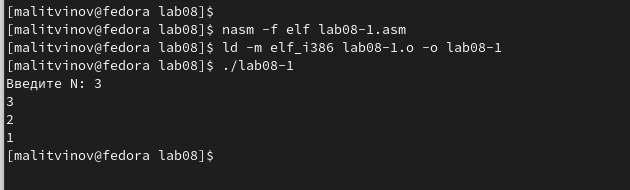 [malitvinov@fedora lab08]$
[malitvinov@fedora lab08]$ nasm -f elf lab08-1.asm
[malitvinov@fedora lab08]$ ld -m elf_i386 lab08-1.o -o lab08-1
[malitvinov@fedora lab08]$ ./lab08-1
Введите N: 3
3
2
1
[malitvinov@fedora lab08]$